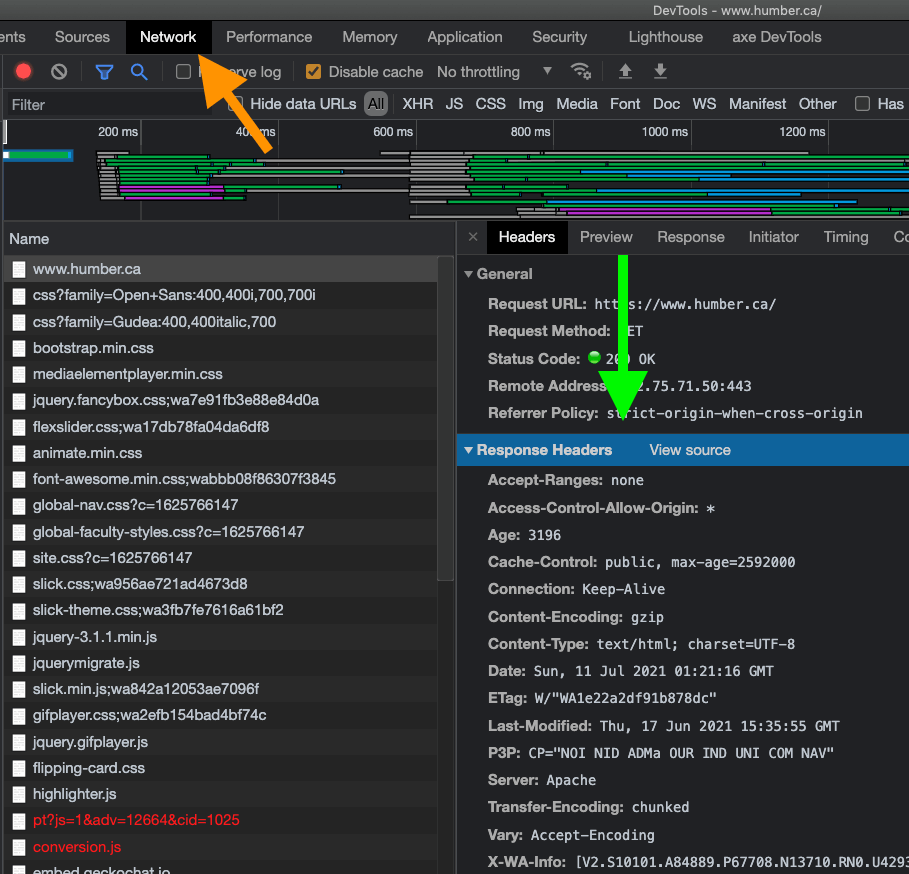 DevTools - www.humber.ca/
ents Sources Network Performance Memory Application Security Lighthouse axe DevTools
log Disable cache No throttling
Filter Hide data URLs All XHR JS CSS Img Media Font Doc WS Manifest Other Has
200 ms 400 ms 600 ms 800 ms 1000 ms 1200 ms
Name
× Headers Preview Response Initiator Timing Co
www.humber.ca
css?family=Open+Sans:400,400i,700,700i
css?family=Gudea:400,400italic,700
bootstrap.min.css
mediaelementplayer.min.css
jquery.fancybox.css;wa7e91fb3e88e84d0a
flexslider.css;wa17db78fa04da6df8
animate.min.css
font-awesome.min.css;wabbb08f86307f3845
global-nav.css?c=1625766147
global-faculty-styles.css?c=1625766147
site.css?c=1625766147
slick.css;wa956ae721ad4673d8
slick-theme.css;wa3fb7fe7616a61bf2
jquery-3.1.1.min.js
jquerymigrate.js
slick.min.js;wa842a12053ae7096f
gifplayer.css;wa2efb154bad4bf74c
jquery.gifplayer.js
flipping-card.css
highlighter.js
pt?js=1&adv=12664&cid=1025
conversion.js
embed.geckochat.io
General
Request URL: https://www.humber.ca/
Request Method: GET
Status Code: 200 OK
Remote Address 2.75.71.50:443
Referrer Policy: strict-origin-when-cross-origin
Response Headers View source
Accept-Ranges: none
Access-Control-Allow-Origin: *
Age: 3196
Cache-Control: public, max-age=2592000
Connection: Keep-Alive
Content-Encoding: gzip
Content-Type: text/html; charset=UTF-8
Date: Sun, 11 Jul 2021 01:21:16 GMT
ETag: W/"WA1e22a2df91b878dc"
Last-Modified: Thu, 17 Jun 2021 15:35:55 GMT
P3P: CP="NOI NID ADMa OUR IND UNI COM NAV"
Server: Apache
Transfer-Encoding: chunked
Vary: Accept-Encoding
X-WA-Info: [V2.S10101.A84889.P67708.N13710.RN0.U4293